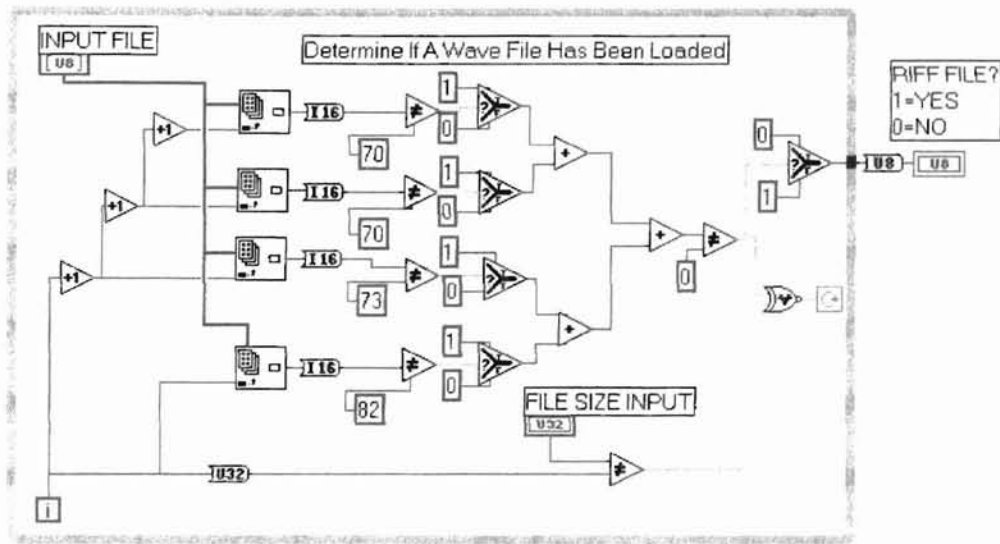 INPUT FILE
[U8]
Determine If A Wave File Has Been Loaded
RIFF FILE?
1=YES
0=NO
+1
I16
≠
70
1
0
?
+
0
1
?
U8
U8
+1
I16
≠
70
1
0
?
+
≠
0
+1
I16
≠
73
1
0
?
+
I16
≠
82
1
0
?
FILE SIZE INPUT
U32
U32
≠
i